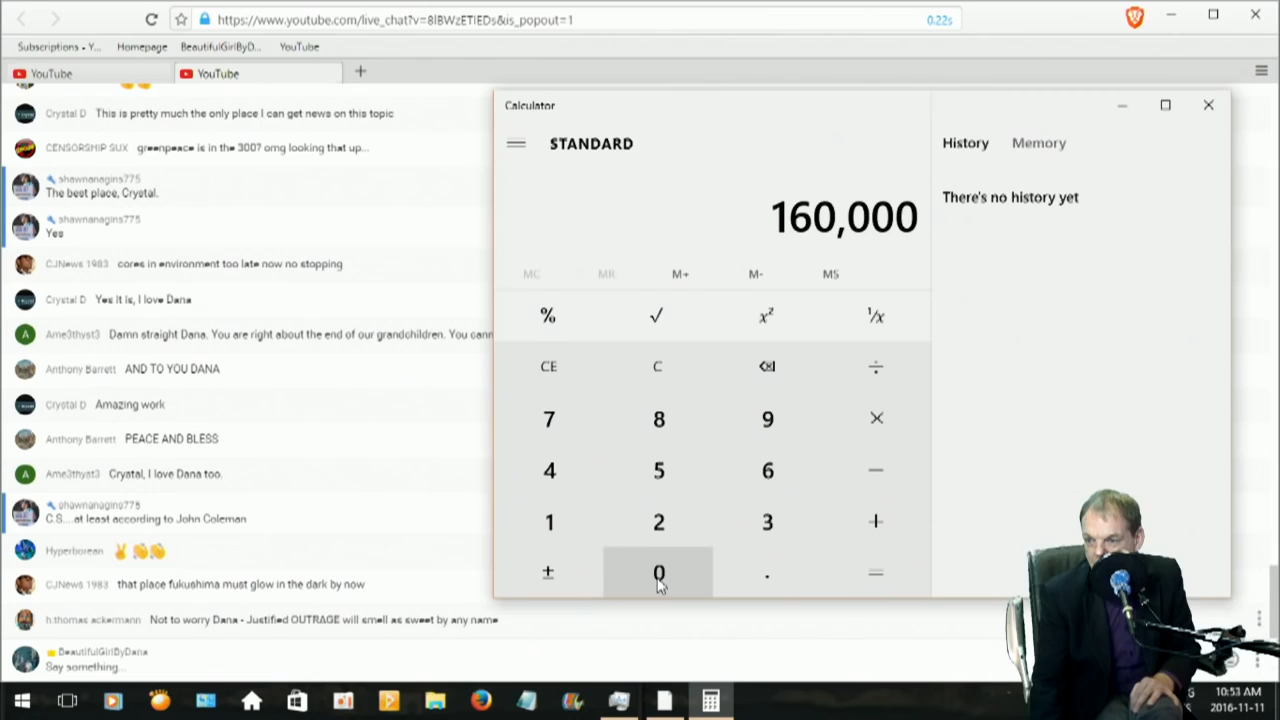 https://www.youtube.com/live_chat?v=8lBWzETlEDs&is_popout=1
0.22s
Subscriptions - Y...
Homepage
BeautifulGirlByD...
YouTube
YouTube
YouTube
Crystal D This is pretty much the only place I can get news on this topic
CENSORSHIP SUX greenpeace is in the 300? omg looking that up...
shawnanagins775
The best place, Crystal.
shawnanagins775
Yes
CJNews 1983 cores in environment too late now no stopping
Crystal D Yes it is, I love Dana
A Ame3thyst3 Damn straight Dana. You are right about the end of our grandchildren. You cann
Anthony Barrett AND TO YOU DANA
Crystal D Amazing work
Anthony Barrett PEACE AND BLESS
A Ame3thyst3 Crystal, I love Dana too.
shawnanagins775
C.S....at least according to John Coleman
Hyperborean
CJNews 1983 that place fukushima must glow in the dark by now
h.thomas ackermann Not to worry Dana - Justified OUTRAGE will smell as sweet by any name
BeautifulGirlByDana
Say something...
Calculator
STANDARD
160,000
MC MR M+ M- MS
% √ x² ¹/x
CE C ÷
7 8 9 ×
4 5 6 −
1 2 3 +
± 0 . =
History Memory
There's no history yet
10:53 AM
2016-11-11